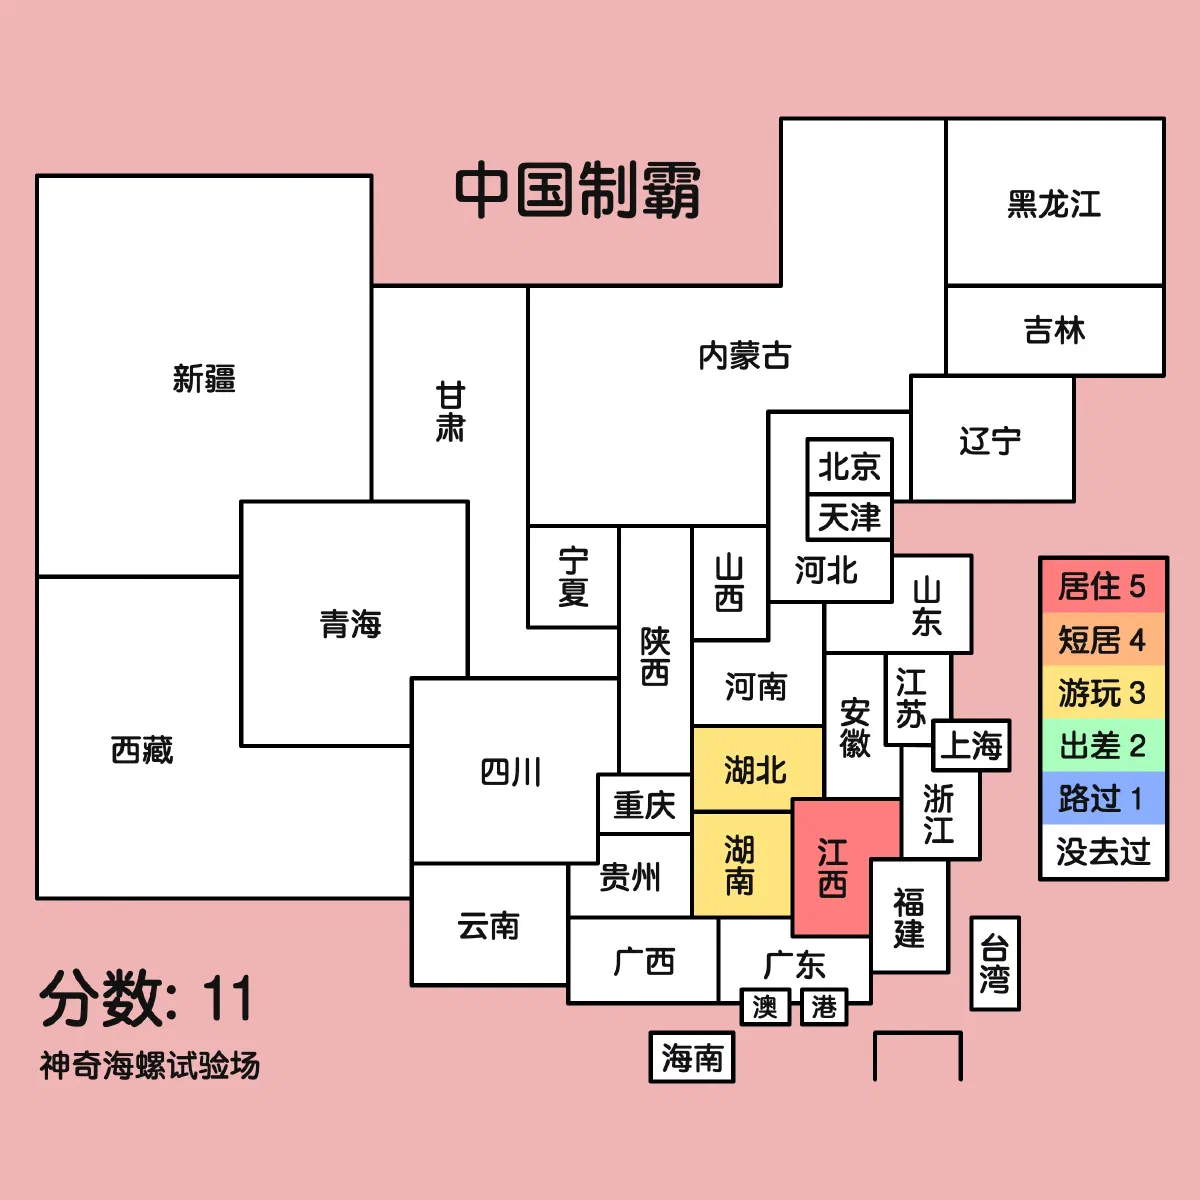 中国制霸
黑龙江
吉林
内蒙古
新疆
甘肃
辽宁
北京
天津
河北
宁夏
山西
山东
青海
陕西
河南
江苏
安徽
上海
西藏
四川
湖北
重庆
浙江
湖南
江西
贵州
福建
云南
广西
广东
台湾
澳
港
海南
居住 5
短居 4
游玩 3
出差 2
路过 1
没去过
分数: 11
神奇海螺试验场